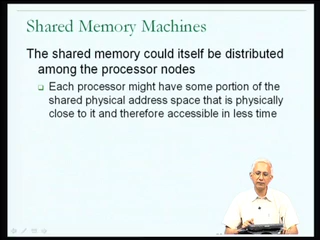 Shared Memory Machines
The shared memory could itself be distributed
among the processor nodes
Each processor might have some portion of the
shared physical address space that is physically
close to it and therefore accessible in less time